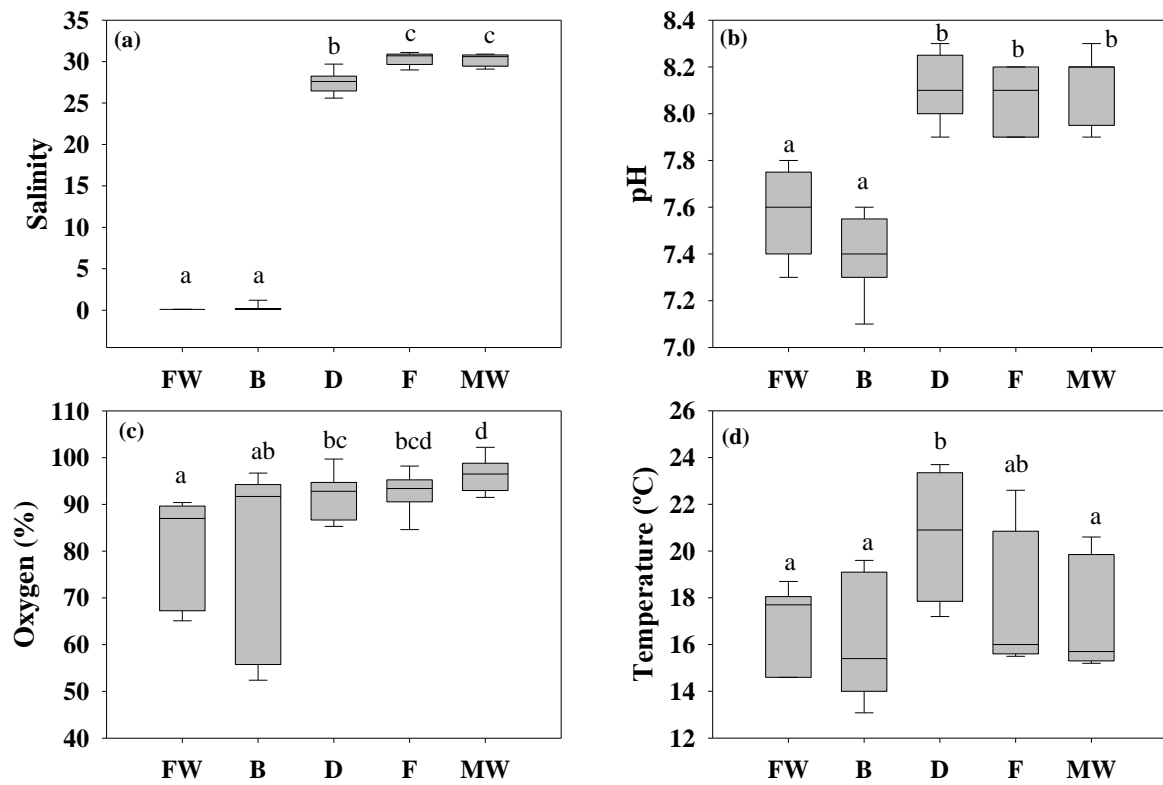 (a)
Salinity
35
30
25
20
15
10
5
0
a a b c c
FW B D F MW
(b)
pH
8.4
8.2
8.0
7.8
7.6
7.4
7.2
7.0
a a b b b
FW B D F MW
(c)
Oxygen (%)
110
100
90
80
70
60
50
40
a ab bc bcd d
FW B D F MW
(d)
Temperature (ºC)
26
24
22
20
18
16
14
12
a a b ab a
FW B D F MW